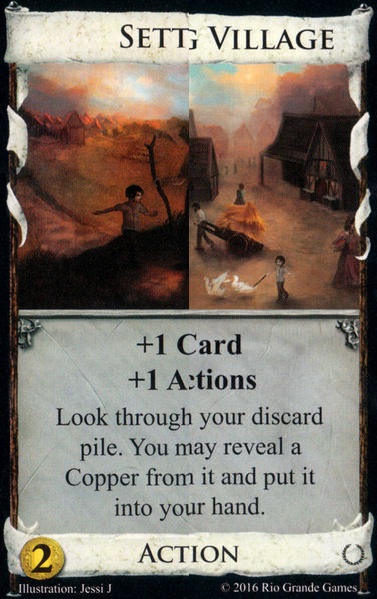 SETT; VILLAGE
+1 Card
+1 A:tions
Look through your discard
pile. You may reveal a
Copper from it and put it
into your hand.
2
ACTION
Illustration: Jessi J
© 2016 Rio Grande Games